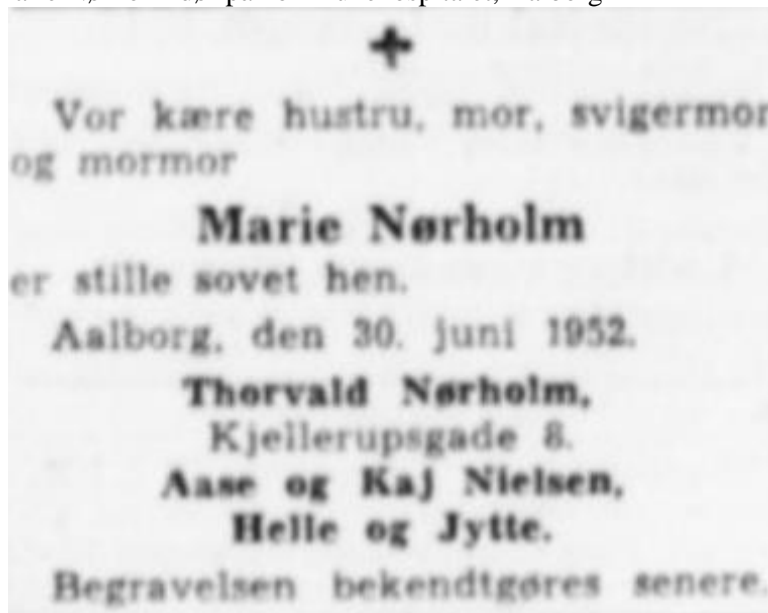 Vor kære hustru, mor, svigermor
og mormor
Marie Nørholm
er stille sovet hen.
Aalborg, den 30. juni 1952.
Thorvald Nørholm,
Kjellerupsgade 8.
Aase og Kaj Nielsen,
Helle og Jytte.
Begravelsen bekendtgøres senere.